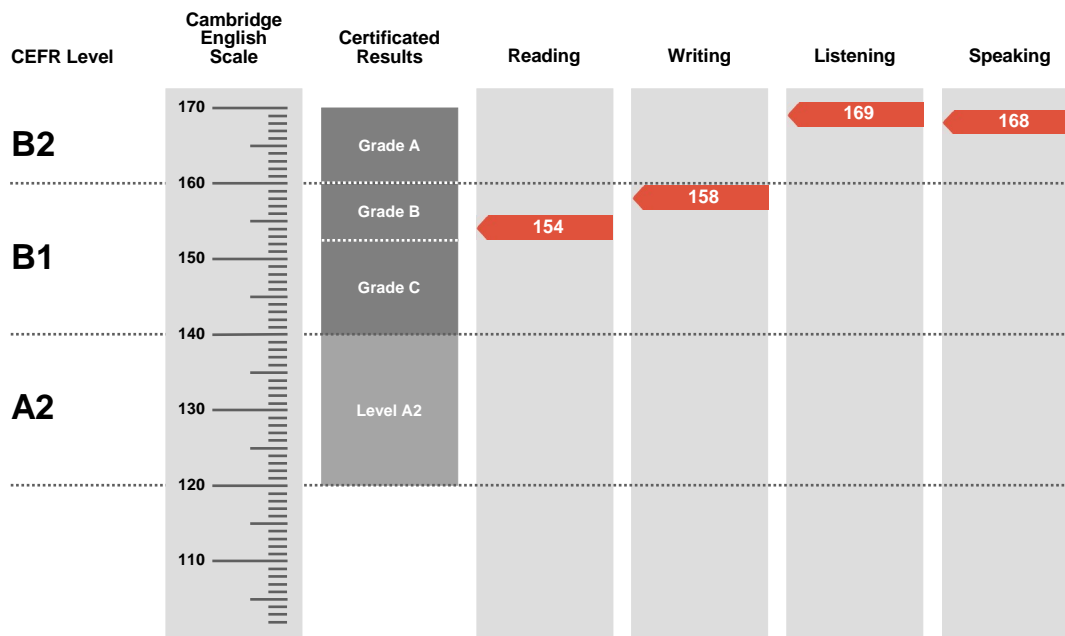 CEFR Level
Cambridge
English
Scale
Certificated
Results
Reading
Writing
Listening
Speaking
170
169
168
B2
Grade A
160
158
Grade B
154
B1
150
Grade C
140
A2
130
Level A2
120
110